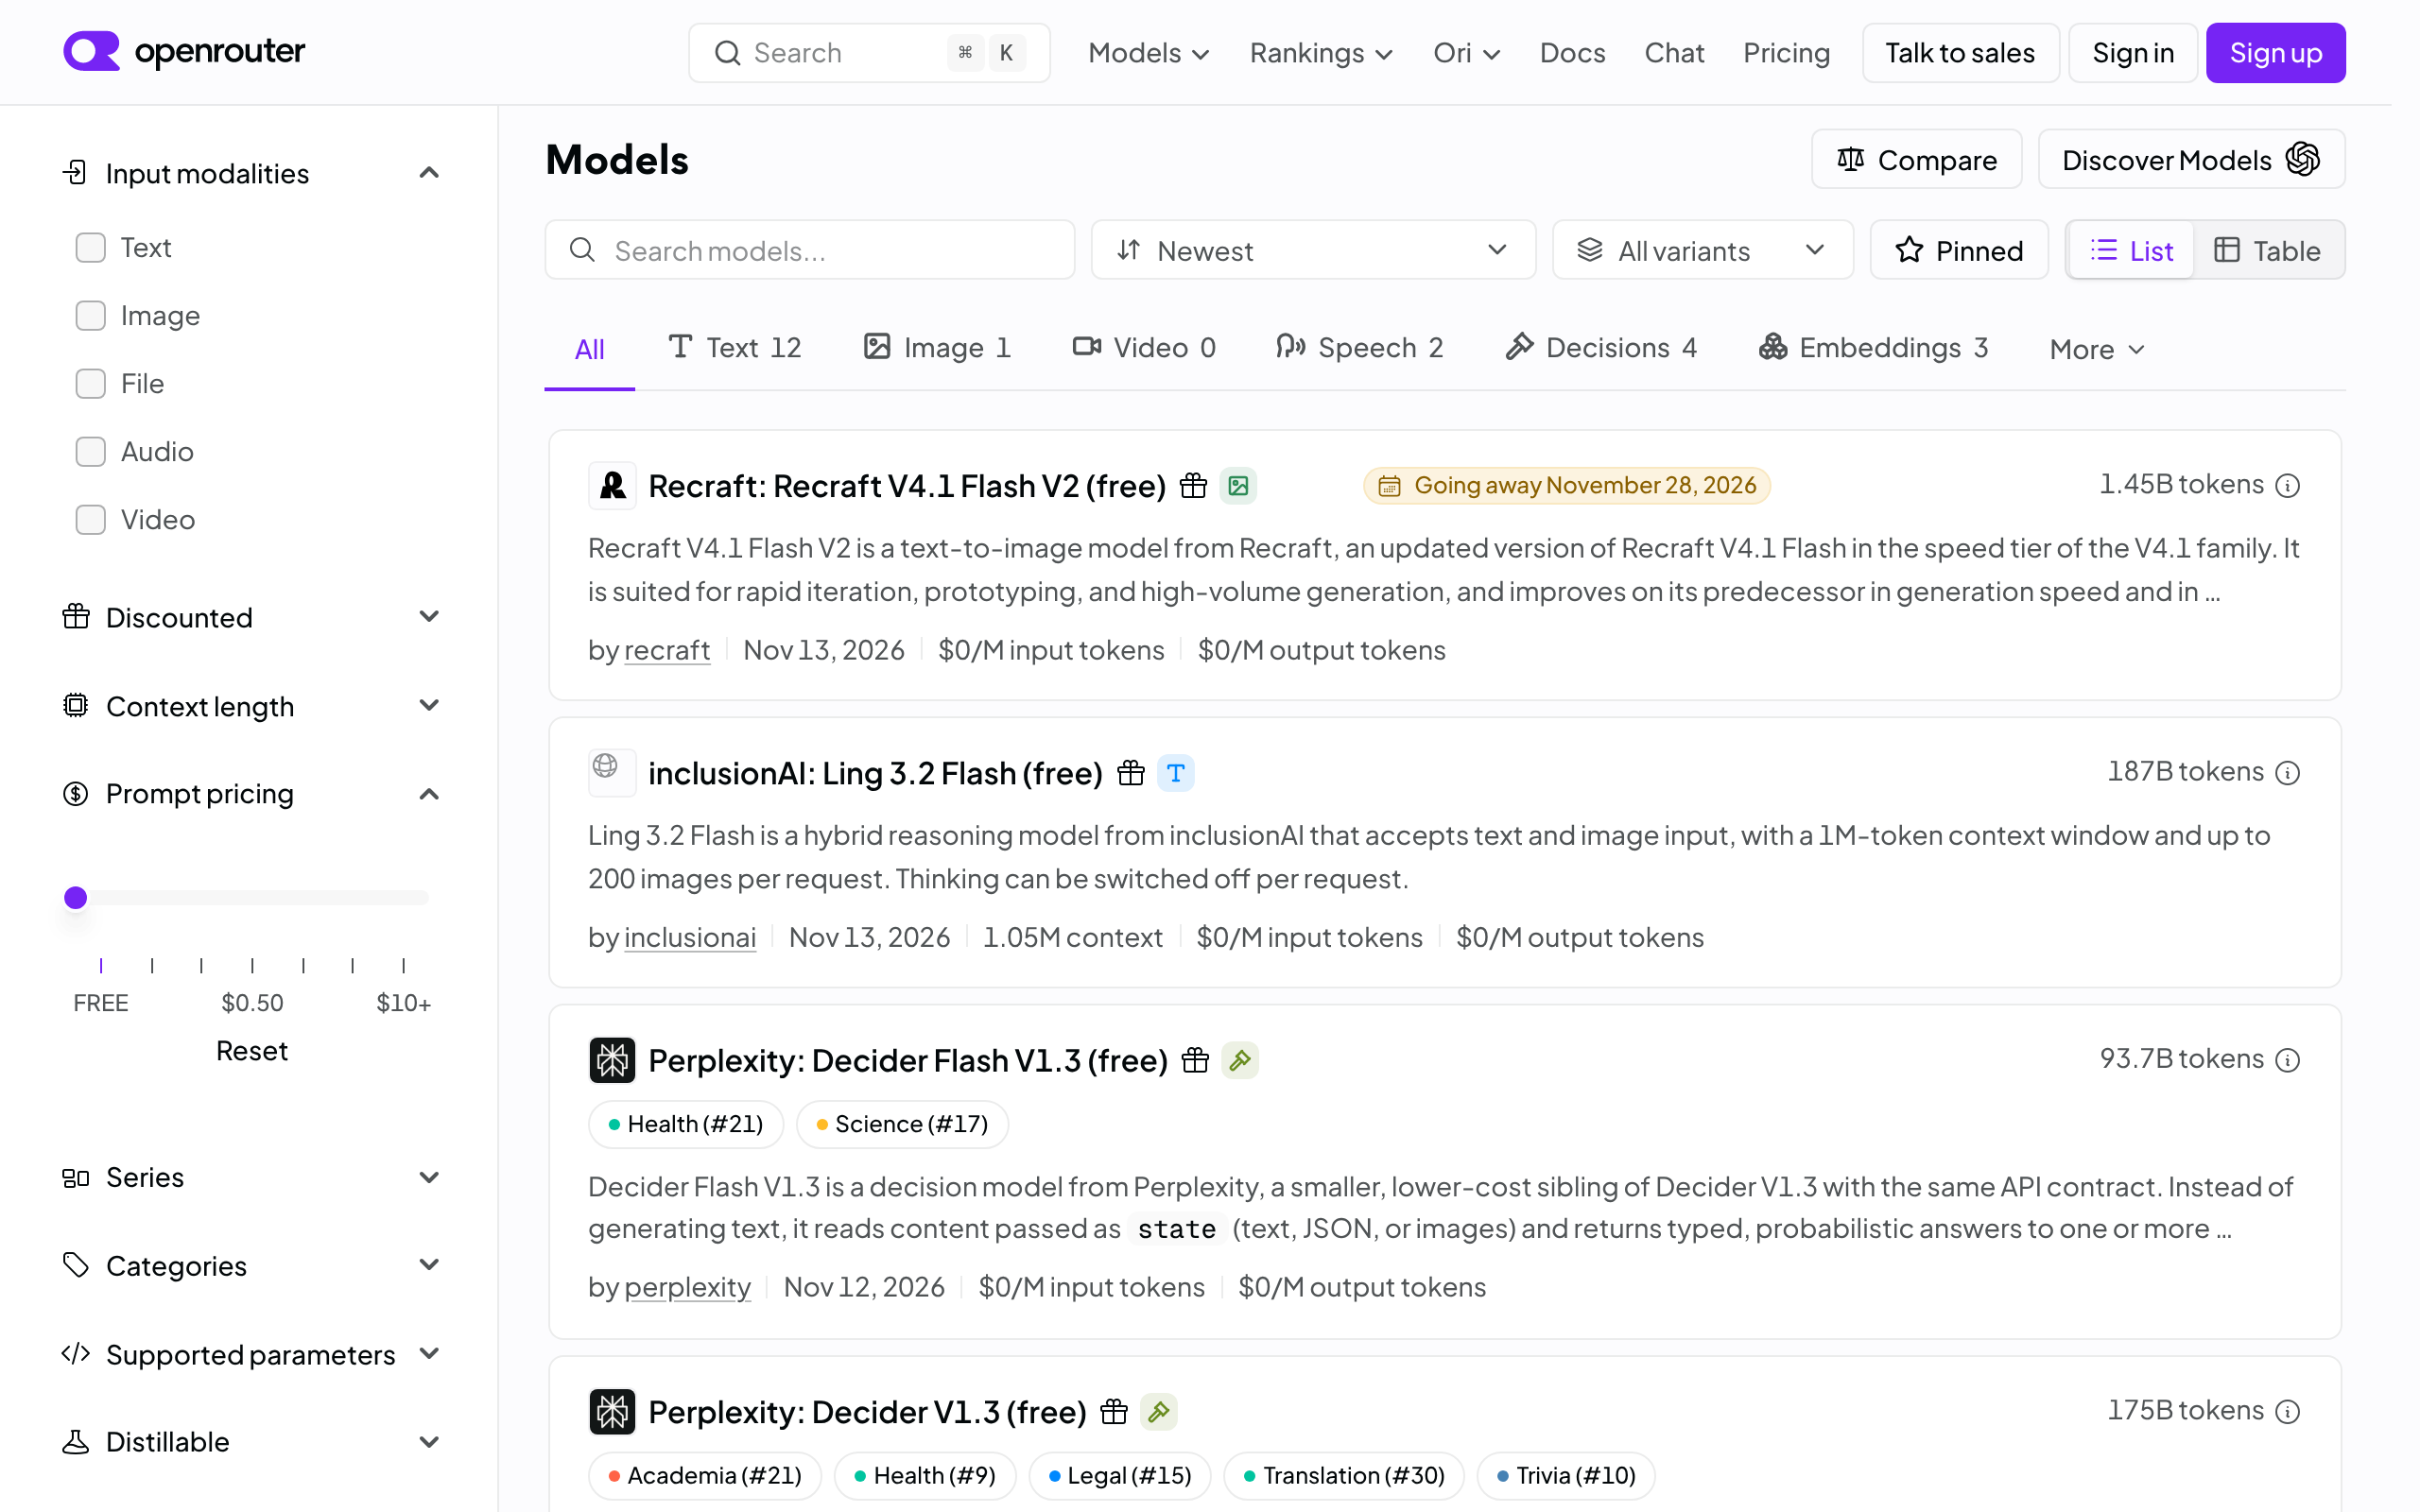 openrouter
Search ⌘ K
Models
Rankings
Ori
Docs
Chat
Pricing
Talk to sales
Sign in
Sign up
Input modalities
Text
Image
File
Audio
Video
Discounted
Context length
Prompt pricing
FREE $0.50 $10+
Reset
Series
Categories
Supported parameters
Distillable
Models
Compare
Discover Models
Search models...
Newest
All variants
Pinned
List
Table
All
Text 12
Image 1
Video 0
Speech 2
Decisions 4
Embeddings 3
More
Recraft: Recraft V4.1 Flash V2 (free)
Going away November 28, 2026
1.45B tokens
Recraft V4.1 Flash V2 is a text-to-image model from Recraft, an updated version of Recraft V4.1 Flash in the speed tier of the V4.1 family. It
is suited for rapid iteration, prototyping, and high-volume generation, and improves on its predecessor in generation speed and in ...
by recraft Nov 13, 2026 $0/M input tokens $0/M output tokens
inclusionAI: Ling 3.2 Flash (free)
187B tokens
Ling 3.2 Flash is a hybrid reasoning model from inclusionAI that accepts text and image input, with a 1M-token context window and up to
200 images per request. Thinking can be switched off per request.
by inclusionai Nov 13, 2026 1.05M context $0/M input tokens $0/M output tokens
Perplexity: Decider Flash V1.3 (free)
93.7B tokens
Health (#21)
Science (#17)
Decider Flash V1.3 is a decision model from Perplexity, a smaller, lower-cost sibling of Decider V1.3 with the same API contract. Instead of
generating text, it reads content passed as state (text, JSON, or images) and returns typed, probabilistic answers to one or more ...
by perplexity Nov 12, 2026 $0/M input tokens $0/M output tokens
Perplexity: Decider V1.3 (free)
175B tokens
Academia (#21)
Health (#9)
Legal (#15)
Translation (#30)
Trivia (#10)